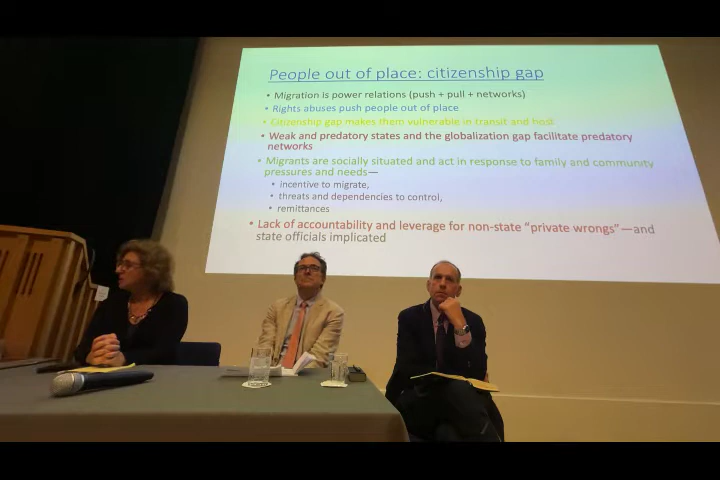 People out of place: citizenship gap
• Migration is power relations (push + pull + networks)
• Rights abuses push people out of place
• Citizenship gap makes them vulnerable in transit and host
• Weak and predatory states and the globalization gap facilitate predatory
networks
• Migrants are socially situated and act in response to family and community
pressures and needs—
• incentive to migrate,
• threats and dependencies to control,
• remittances
• Lack of accountability and leverage for non-state “private wrongs”—and
state officials implicated